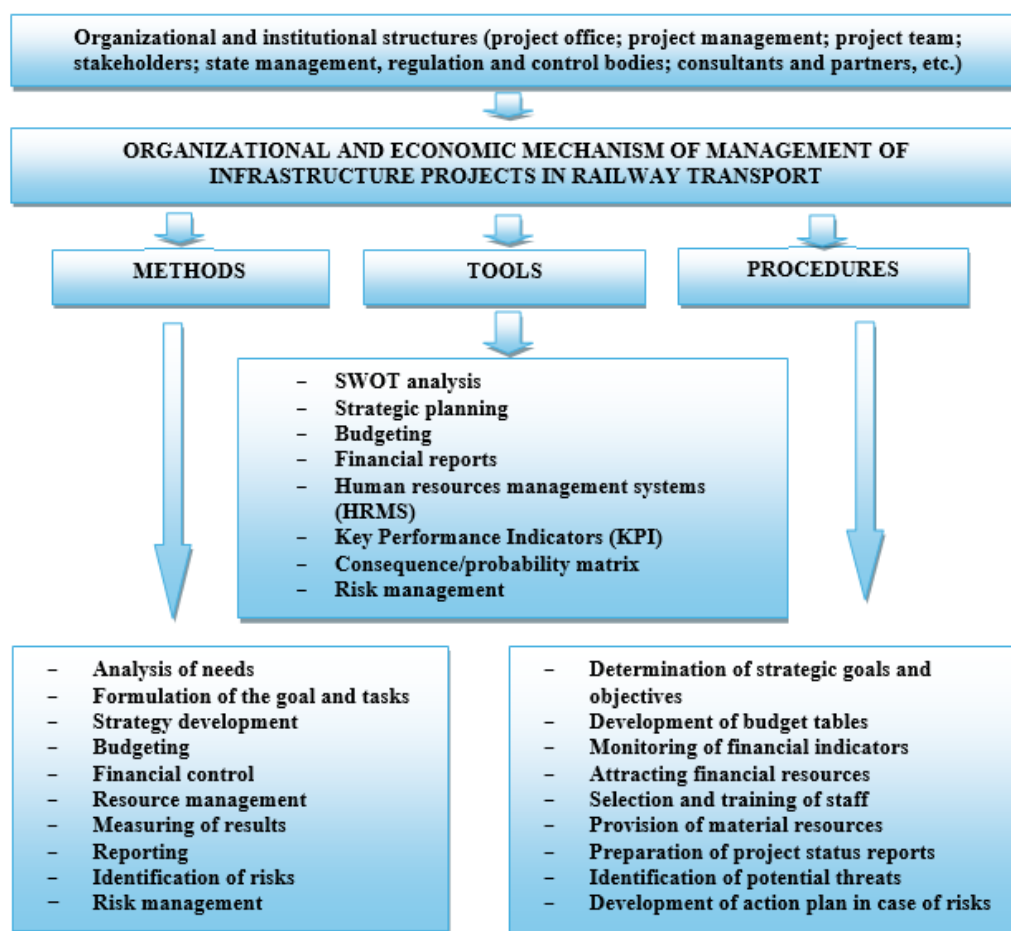 Organizational and institutional structures (project office; project management; project team;
stakeholders; state management, regulation and control bodies; consultants and partners, etc.)
ORGANIZATIONAL AND ECONOMIC MECHANISM OF MANAGEMENT OF
INFRASTRUCTURE PROJECTS IN RAILWAY TRANSPORT
METHODS
TOOLS
PROCEDURES
– SWOT analysis
– Strategic planning
– Budgeting
– Financial reports
– Human resources management systems
(HRMS)
– Key Performance Indicators (KPI)
– Consequence/probability matrix
– Risk management
– Analysis of needs
– Formulation of the goal and tasks
– Strategy development
– Budgeting
– Financial control
– Resource management
– Measuring of results
– Reporting
– Identification of risks
– Risk management
– Determination of strategic goals and
objectives
– Development of budget tables
– Monitoring of financial indicators
– Attracting financial resources
– Selection and training of staff
– Provision of material resources
– Preparation of project status reports
– Identification of potential threats
– Development of action plan in case of risks